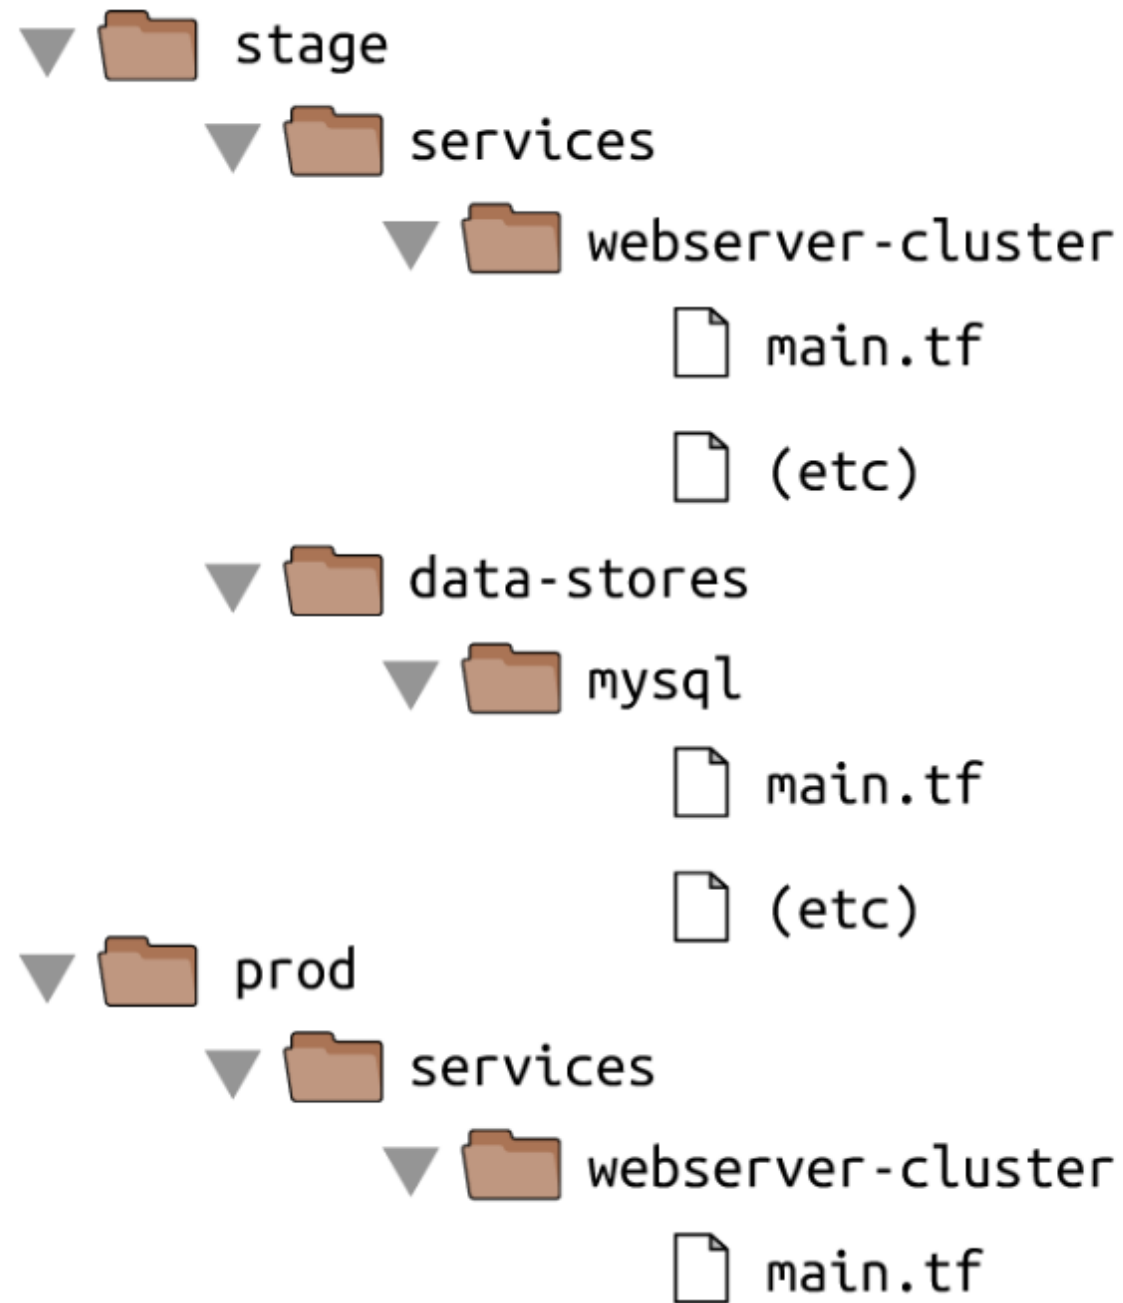 stage
services
webserver-cluster
main.tf
(etc)
data-stores
mysql
main.tf
(etc)
prod
services
webserver-cluster
main.tf